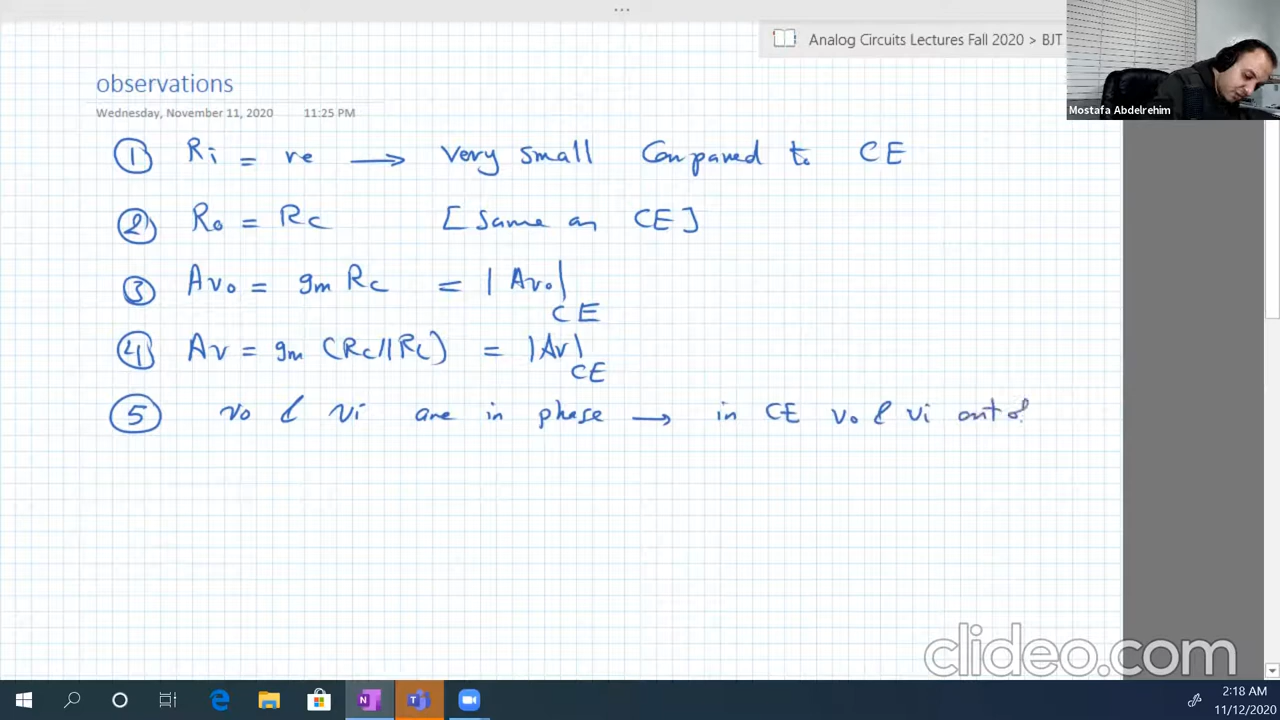 ...
Analog Circuits Lectures Fall 2020 > BJT
Mostafa Abdelrehim
observations
Wednesday, November 11, 2020 11:25 PM
① Ri = re → very small Compared to CE
② Ro = Rc [Same as CE]
③ Avo = gm Rc = |Avo| CE
④ Av = gm (Rc//Rc) = |Av| CE
⑤ vo & vi are in phase → in CE vo & vi out of
clideo.com
2:18 AM
11/12/2020